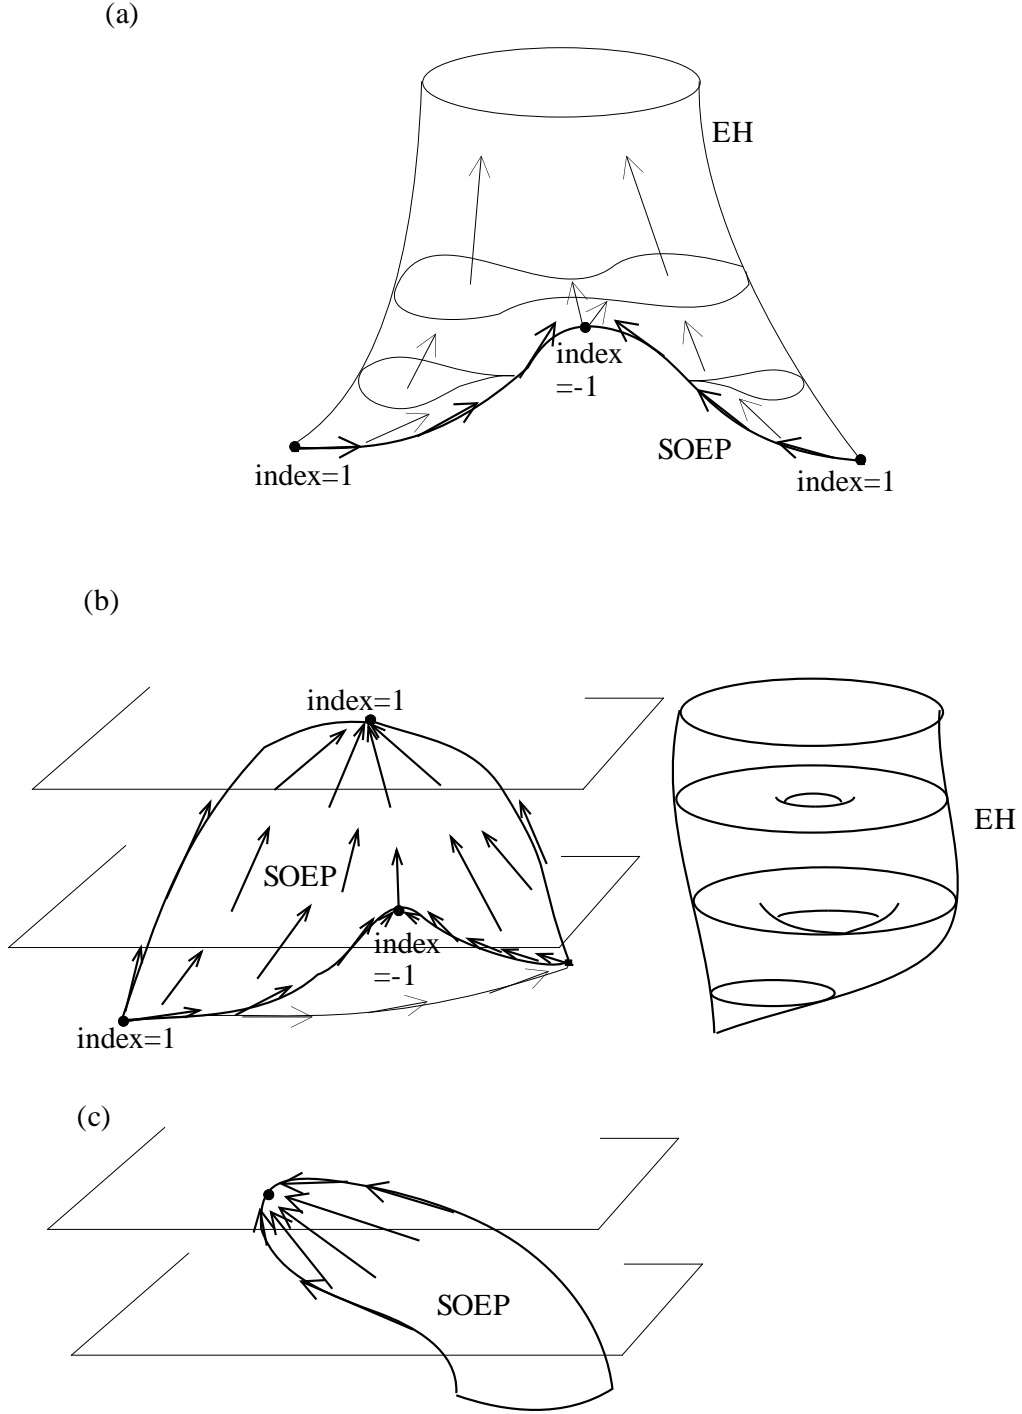 (a)
EH
index
=-1
SOEP
index=1
index=1
(b)
index=1
EH
SOEP
index
=-1
index=1
(c)
SOEP